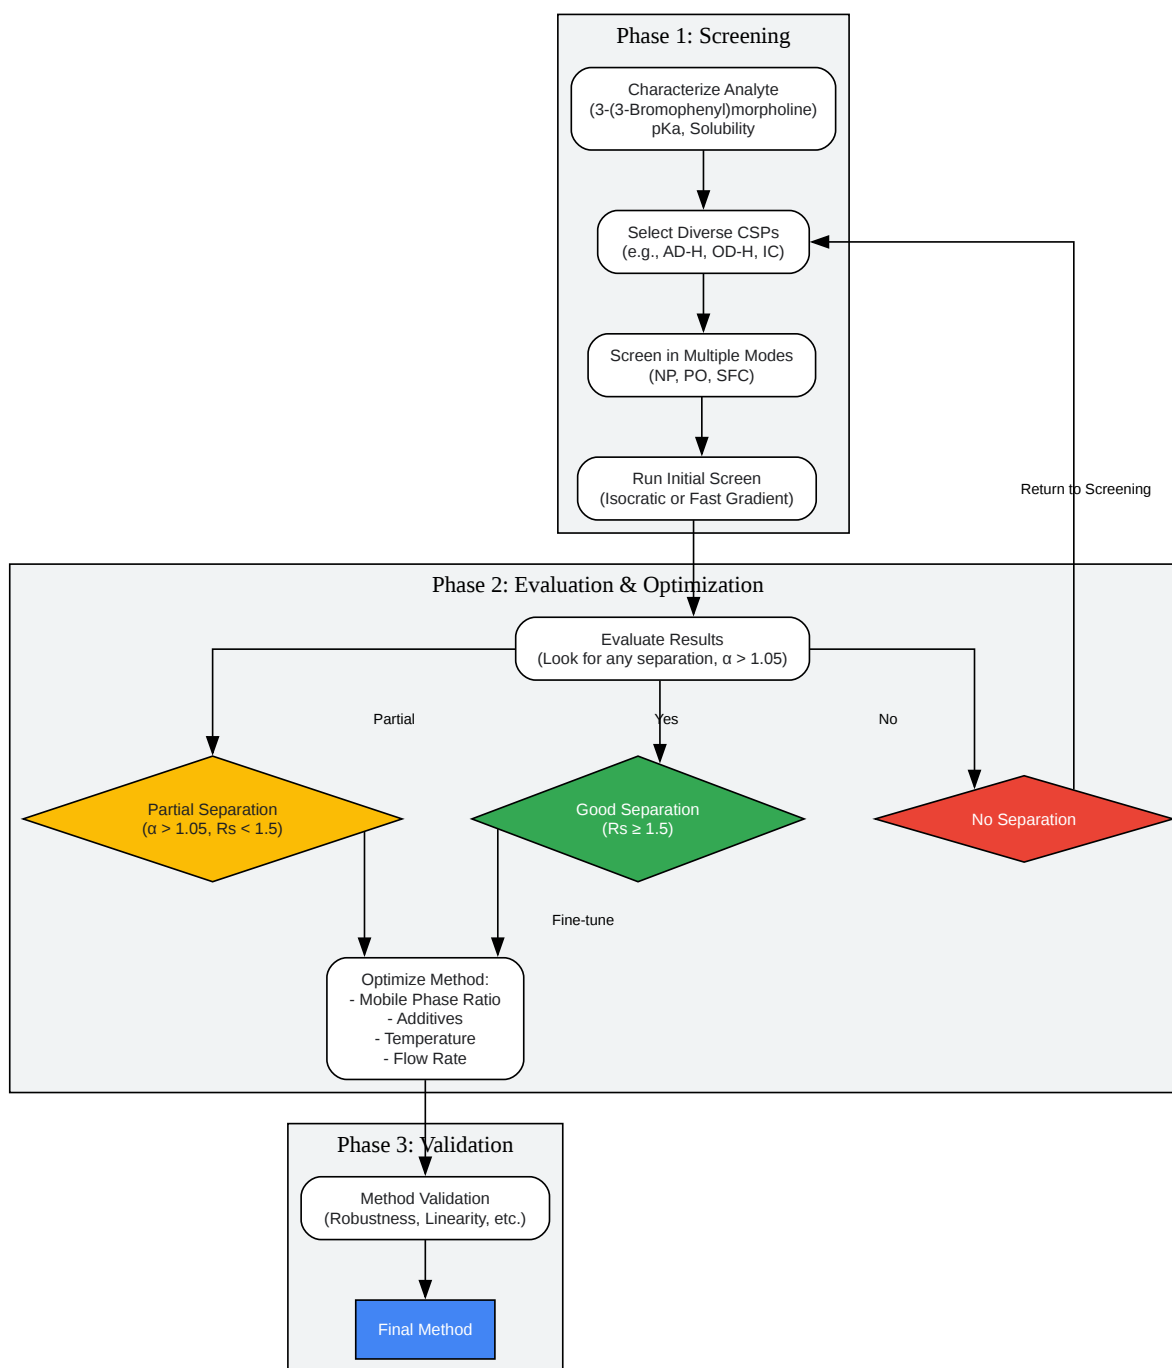 Phase 1: Screening
Characterize Analyte
(3-(3-Bromophenyl)morpholine)
pKa, Solubility
Select Diverse CSPs
(e.g., AD-H, OD-H, IC)
Screen in Multiple Modes
(NP, PO, SFC)
Run Initial Screen
(Isocratic or Fast Gradient)
Return to Screening
Phase 2: Evaluation & Optimization
Evaluate Results
(Look for any separation, α > 1.05)
Partial
Yes
No
Partial Separation
(α > 1.05, Rs < 1.5)
Good Separation
(Rs ≥ 1.5)
No Separation
Fine-tune
Optimize Method:
- Mobile Phase Ratio
- Additives
- Temperature
- Flow Rate
Phase 3: Validation
Method Validation
(Robustness, Linearity, etc.)
Final Method